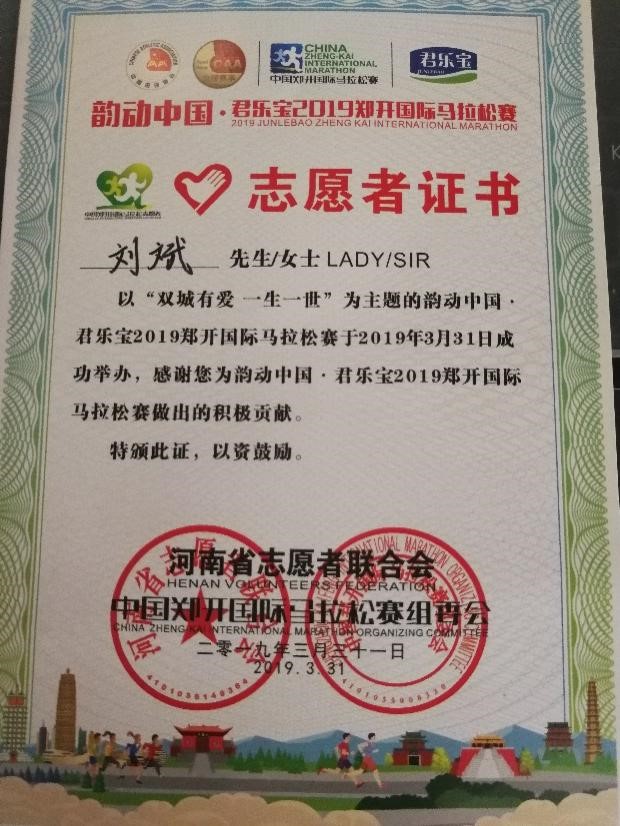 CHINESE ATHLETIC ASSOCIATION
CAA
CHINA
ZHENG-KAI
INTERNATIONAL
MARATHON
中国郑开国际马拉松赛
君乐宝
JUNLEBAO
韵动中国·君乐宝2019郑开国际马拉松赛
2019 JUNLEBAO ZHENG KAI INTERNATIONAL MARATHON
志愿者证书
刘斌 先生/女士 LADY/SIR
以“双城有爱 一生一世”为主题的韵动中国·
君乐宝2019郑开国际马拉松赛于2019年3月31日成
功举办，感谢您为韵动中国·君乐宝2019郑开国际
马拉松赛做出的积极贡献。
特颁此证，以资鼓励。
河南省志愿者联合会
HENAN VOLUNTEERS FEDERATION
中国郑开国际马拉松赛组委会
CHINA ZHENG-KAI INTERNATIONAL MARATHON ORGANIZING COMMITTEE
二零一九年三月三十一日
2019.3.31